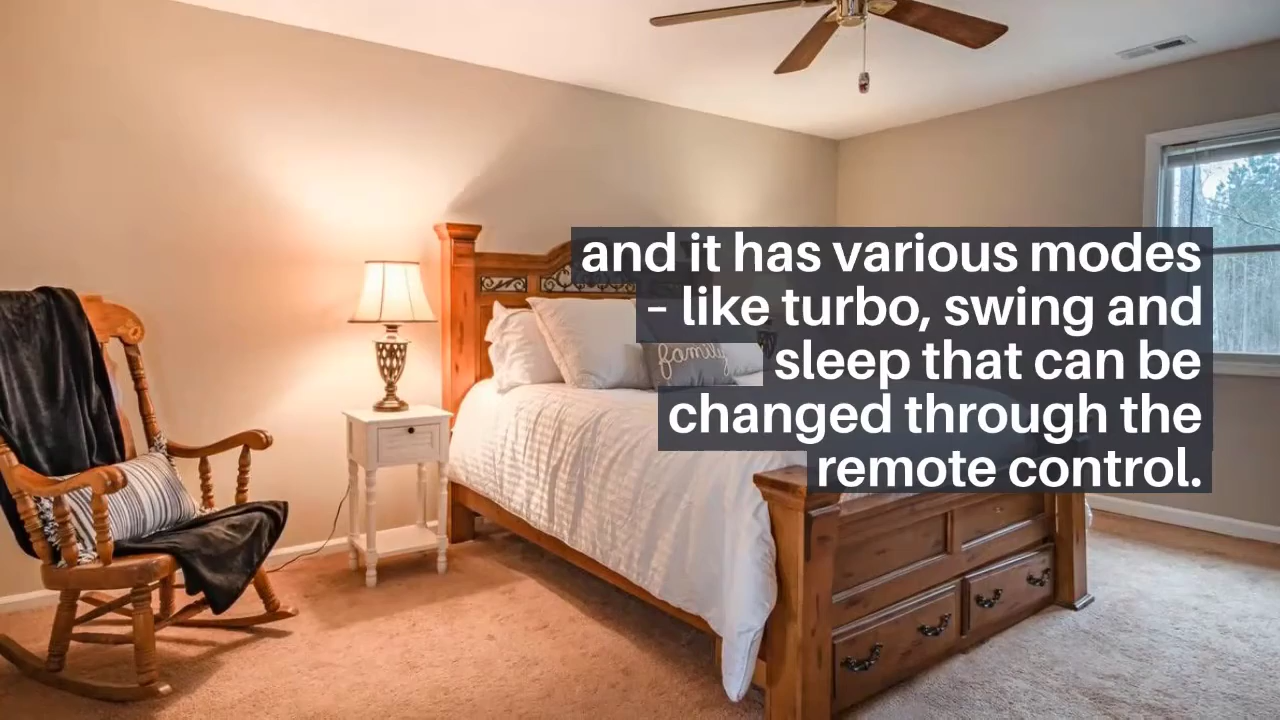 and it has various modes
– like turbo, swing and
sleep that can be
changed through the
remote control.
family